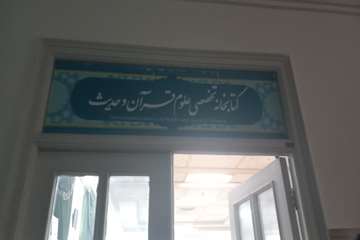 کتابخانه تخصصی علوم قرآن و حدیث